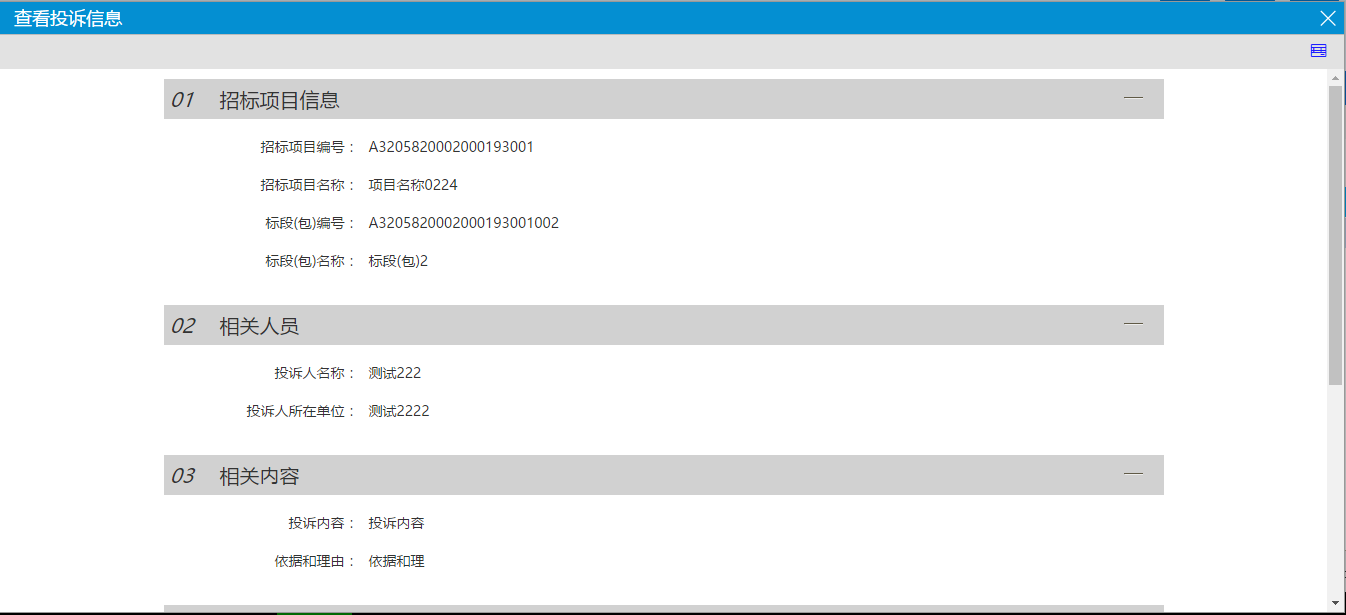 查看投诉信息
01 招标项目信息
招标项目编号： A3205820002000193001
招标项目名称： 项目名称0224
标段(包)编号： A3205820002000193001002
标段(包)名称： 标段(包)2
02 相关人员
投诉人名称： 测试222
投诉人所在单位： 测试2222
03 相关内容
投诉内容： 投诉内容
依据和理由： 依据和理